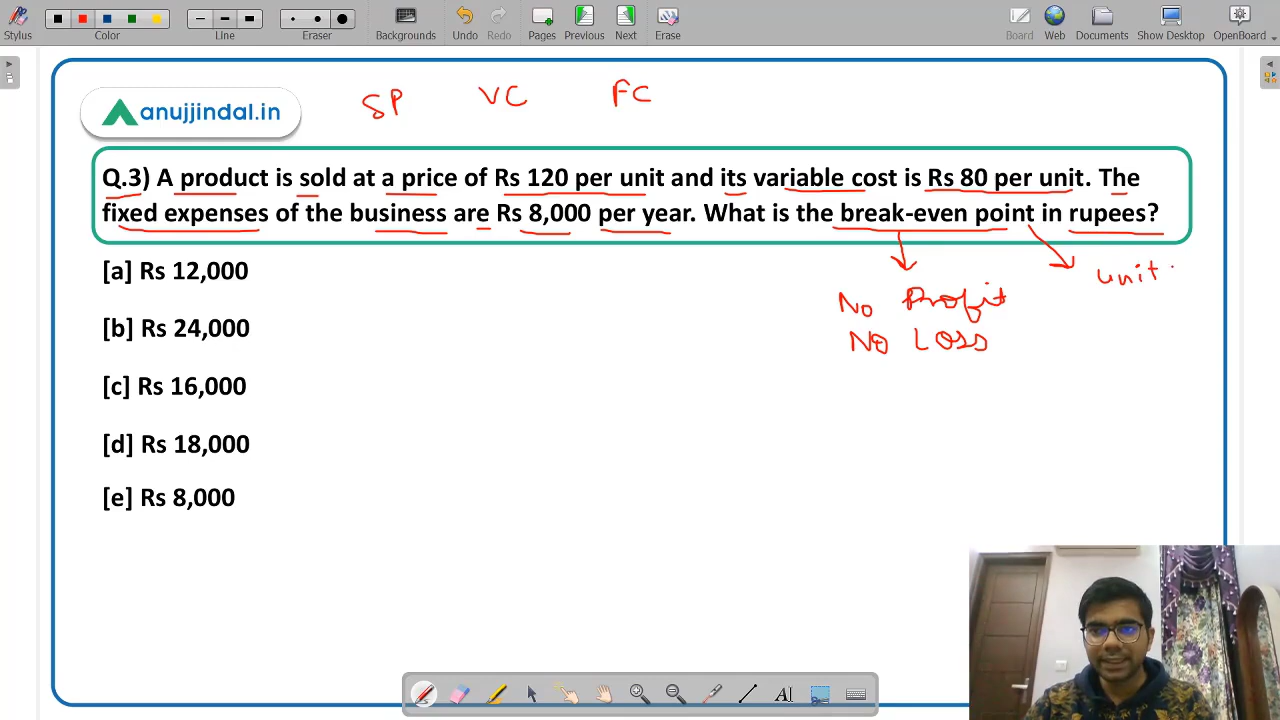 Stylus
Color
Line
Eraser
Backgrounds
Undo
Redo
Pages
Previous
Next
Erase
Board
Web
Documents
Show Desktop
OpenBoard
anujjindal.in
SP VC FC
Q.3) A product is sold at a price of Rs 120 per unit and its variable cost is Rs 80 per unit. The
fixed expenses of the business are Rs 8,000 per year. What is the break-even point in rupees?
[a] Rs 12,000
[b] Rs 24,000
[c] Rs 16,000
[d] Rs 18,000
[e] Rs 8,000
unit.
No Profit
No Loss